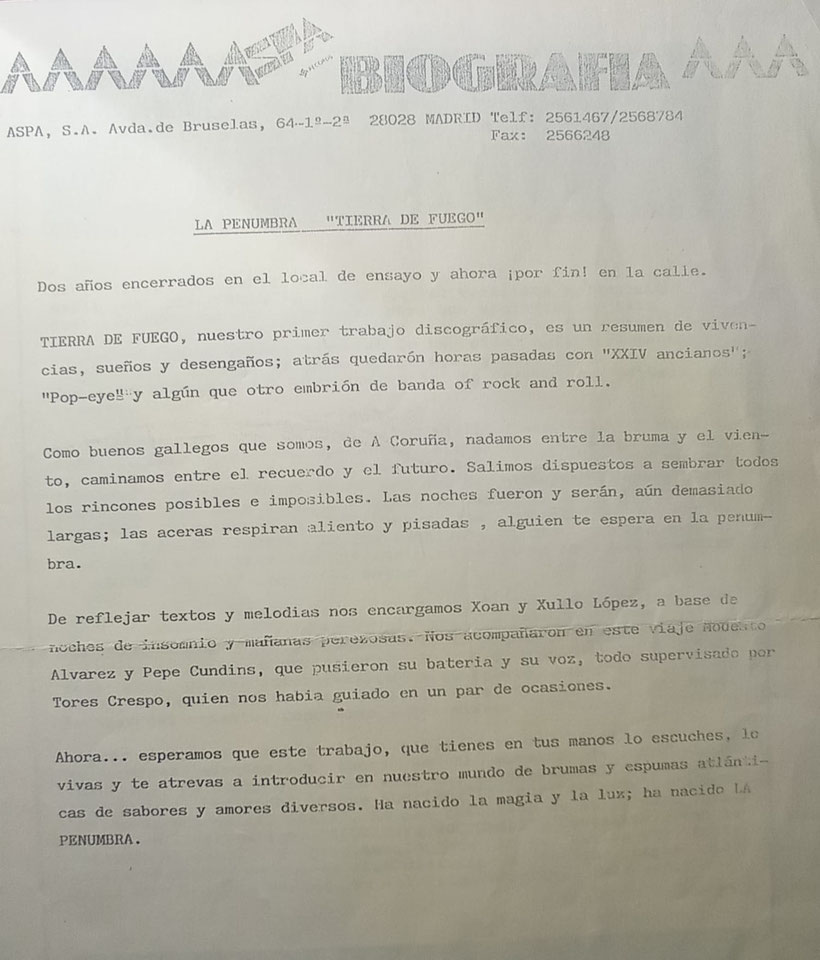 ASPA BIOGRAFIA
ASPA, S.A. Avda.de Bruselas, 64-1º-2ª 28028 MADRID Telf: 2561467/2568784
Fax: 2566248
LA PENUMBRA "TIERRA DE FUEGO"
Dos años encerrados en el local de ensayo y ahora ¡por fin! en la calle.
TIERRA DE FUEGO, nuestro primer trabajo discográfico, es un resumen de viven-
cias, sueños y desengaños; atrás quedarón horas pasadas con "XXIV ancianos";
"Pop-eye" y algún que otro embrión de banda of rock and roll.
Como buenos gallegos que somos, de A Coruña, nadamos entre la bruma y el vien-
to, caminamos entre el recuerdo y el futuro. Salimos dispuestos a sembrar todos
los rincones posibles e imposibles. Las noches fueron y serán, aún demasiado
largas; las aceras respiran aliento y pisadas , alguien te espera en la penum-
bra.
De reflejar textos y melodias nos encargamos Xoan y Xullo López, a base de
noches de insomnio y mañanas perezosas. Nos acompañaron en este viaje Modesto
Alvarez y Pepe Cundins, que pusieron su bateria y su voz, todo supervisado por
Tores Crespo, quien nos habia guiado en un par de ocasiones.
Ahora... esperamos que este trabajo, que tienes en tus manos lo escuches, lo
vivas y te atrevas a introducir en nuestro mundo de brumas y espumas atlánti-
cas de sabores y amores diversos. Ha nacido la magia y la lux; ha nacido LA
PENUMBRA.